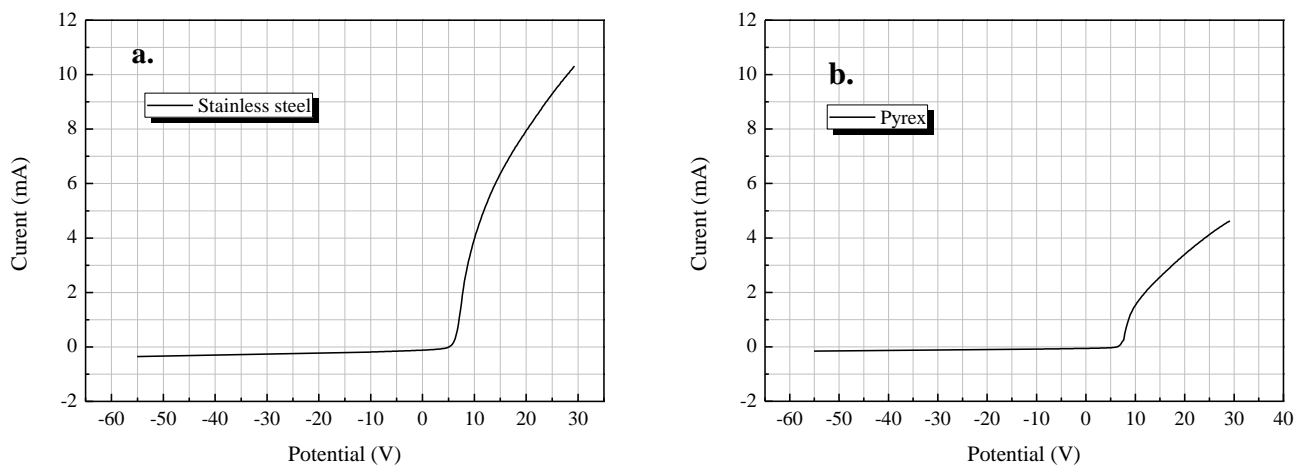 12
10
8
6
4
2
0
-2
Curent (mA)
a.
Stainless steel
-60 -50 -40 -30 -20 -10 0 10 20 30
Potential (V)
12
10
8
6
4
2
0
-2
Curent (mA)
b.
Pyrex
-60 -50 -40 -30 -20 -10 0 10 20 30 40
Potential (V)